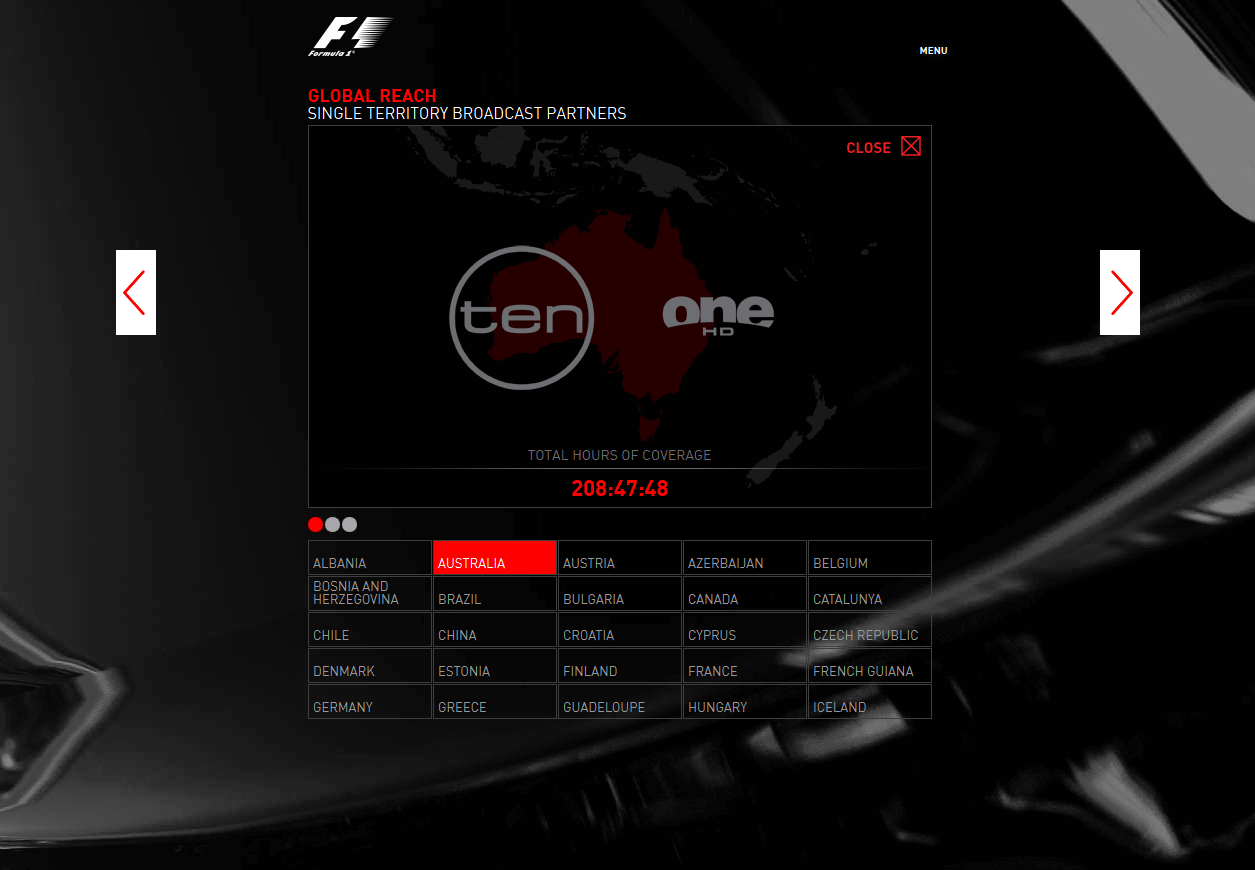 F1
Formula 1®
MENU
GLOBAL REACH
SINGLE TERRITORY BROADCAST PARTNERS
CLOSE
ten
one
HD
TOTAL HOURS OF COVERAGE
208:47:48
ALBANIA
AUSTRALIA
AUSTRIA
AZERBAIJAN
BELGIUM
BOSNIA AND
HERZEGOVINA
BRAZIL
BULGARIA
CANADA
CATALUNYA
CHILE
CHINA
CROATIA
CYPRUS
CZECH REPUBLIC
DENMARK
ESTONIA
FINLAND
FRANCE
FRENCH GUIANA
GERMANY
GREECE
GUADELOUPE
HUNGARY
ICELAND